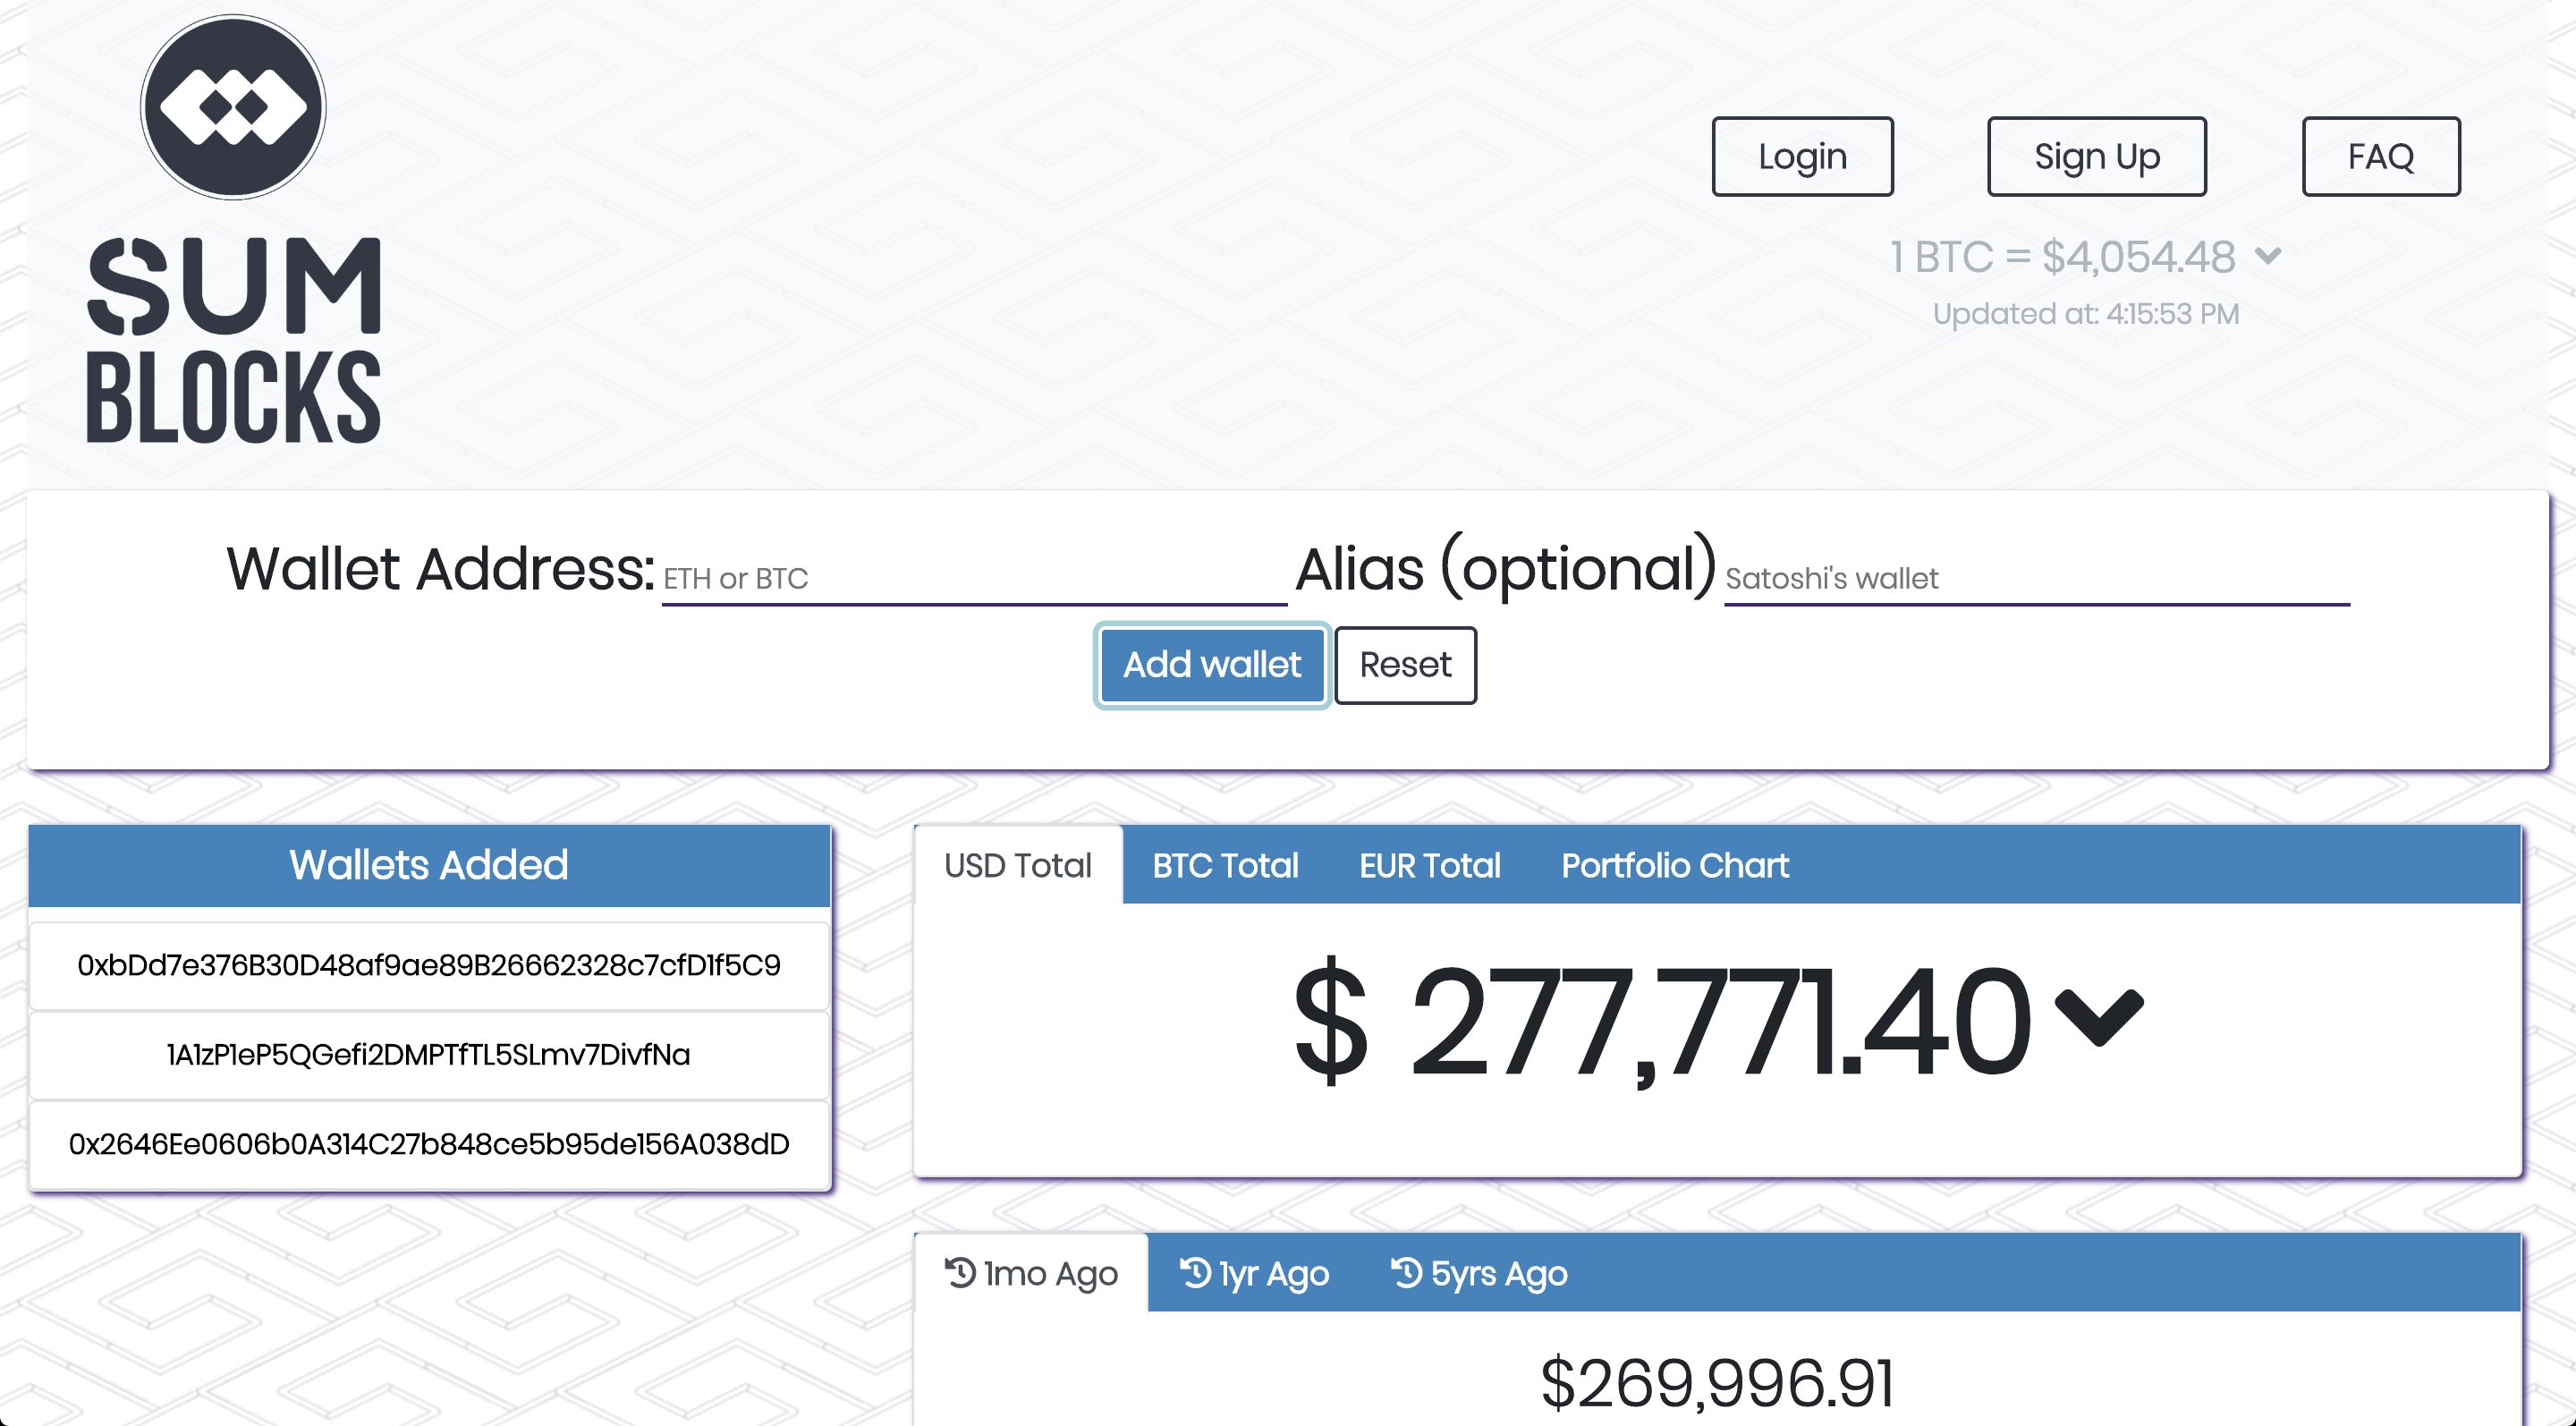 SUM
BLOCKS
Login
Sign Up
FAQ
1 BTC = $4,054.48
Updated at: 4:15:53 PM
Wallet Address: ETH or BTC
Alias (optional) Satoshi's wallet
Add wallet
Reset
Wallets Added
0xbDd7e376B30D48af9ae89B26662328c7cfD1f5C9
1A1zP1eP5QGefi2DMPTfTL5SLmv7DivfNa
0x2646Ee0606b0A314C27b848ce5b95de156A038dD
USD Total
BTC Total
EUR Total
Portfolio Chart
$ 277,771.40
1mo Ago
1yr Ago
5yrs Ago
$269,996.91